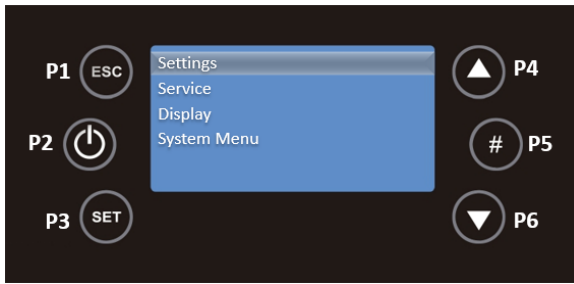 P1 ESC
Settings
Service
Display
System Menu
P4
P2
# P5
P3 SET
P6